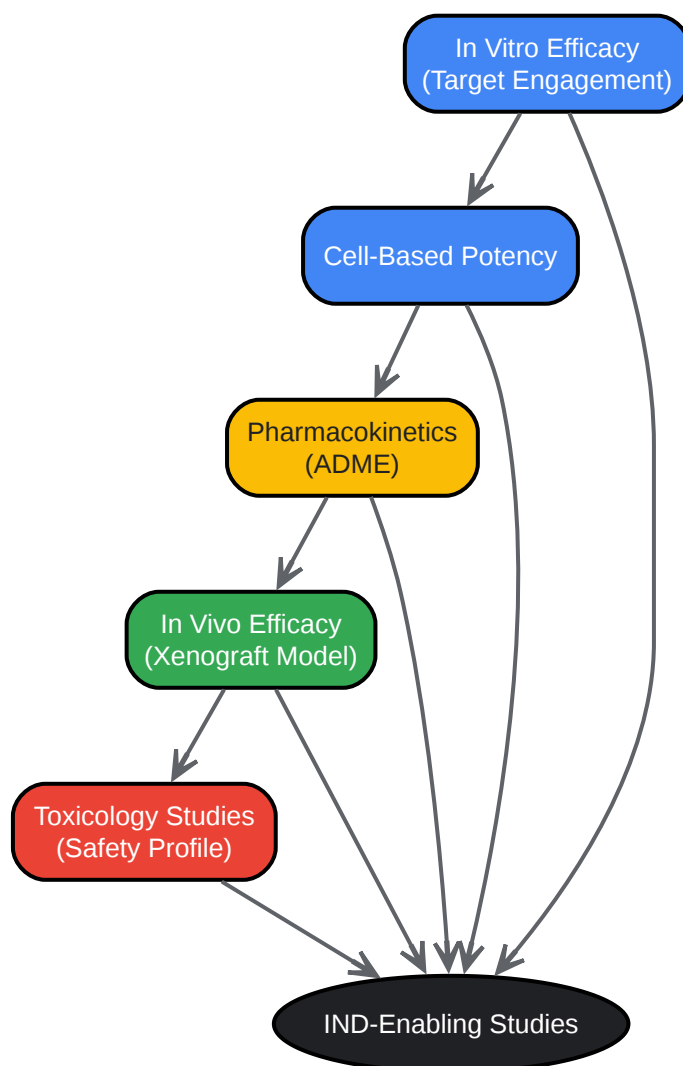 In Vitro Efficacy
(Target Engagement)
Cell-Based Potency
Pharmacokinetics
(ADME)
In Vivo Efficacy
(Xenograft Model)
Toxicology Studies
(Safety Profile)
IND-Enabling Studies